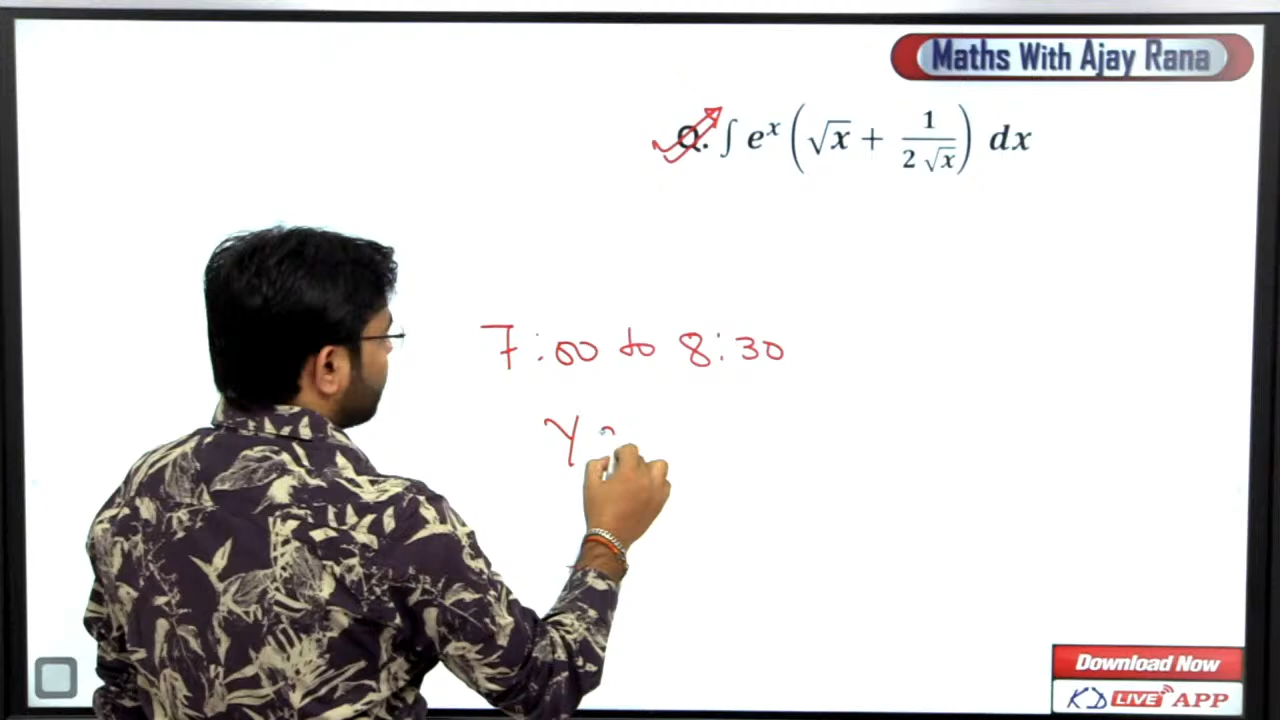 Maths With Ajay Rana
Q. ∫ eˣ (√x + 1/(2√x)) dx
7:00 to 8:30
Y
Download Now
KD LIVE APP